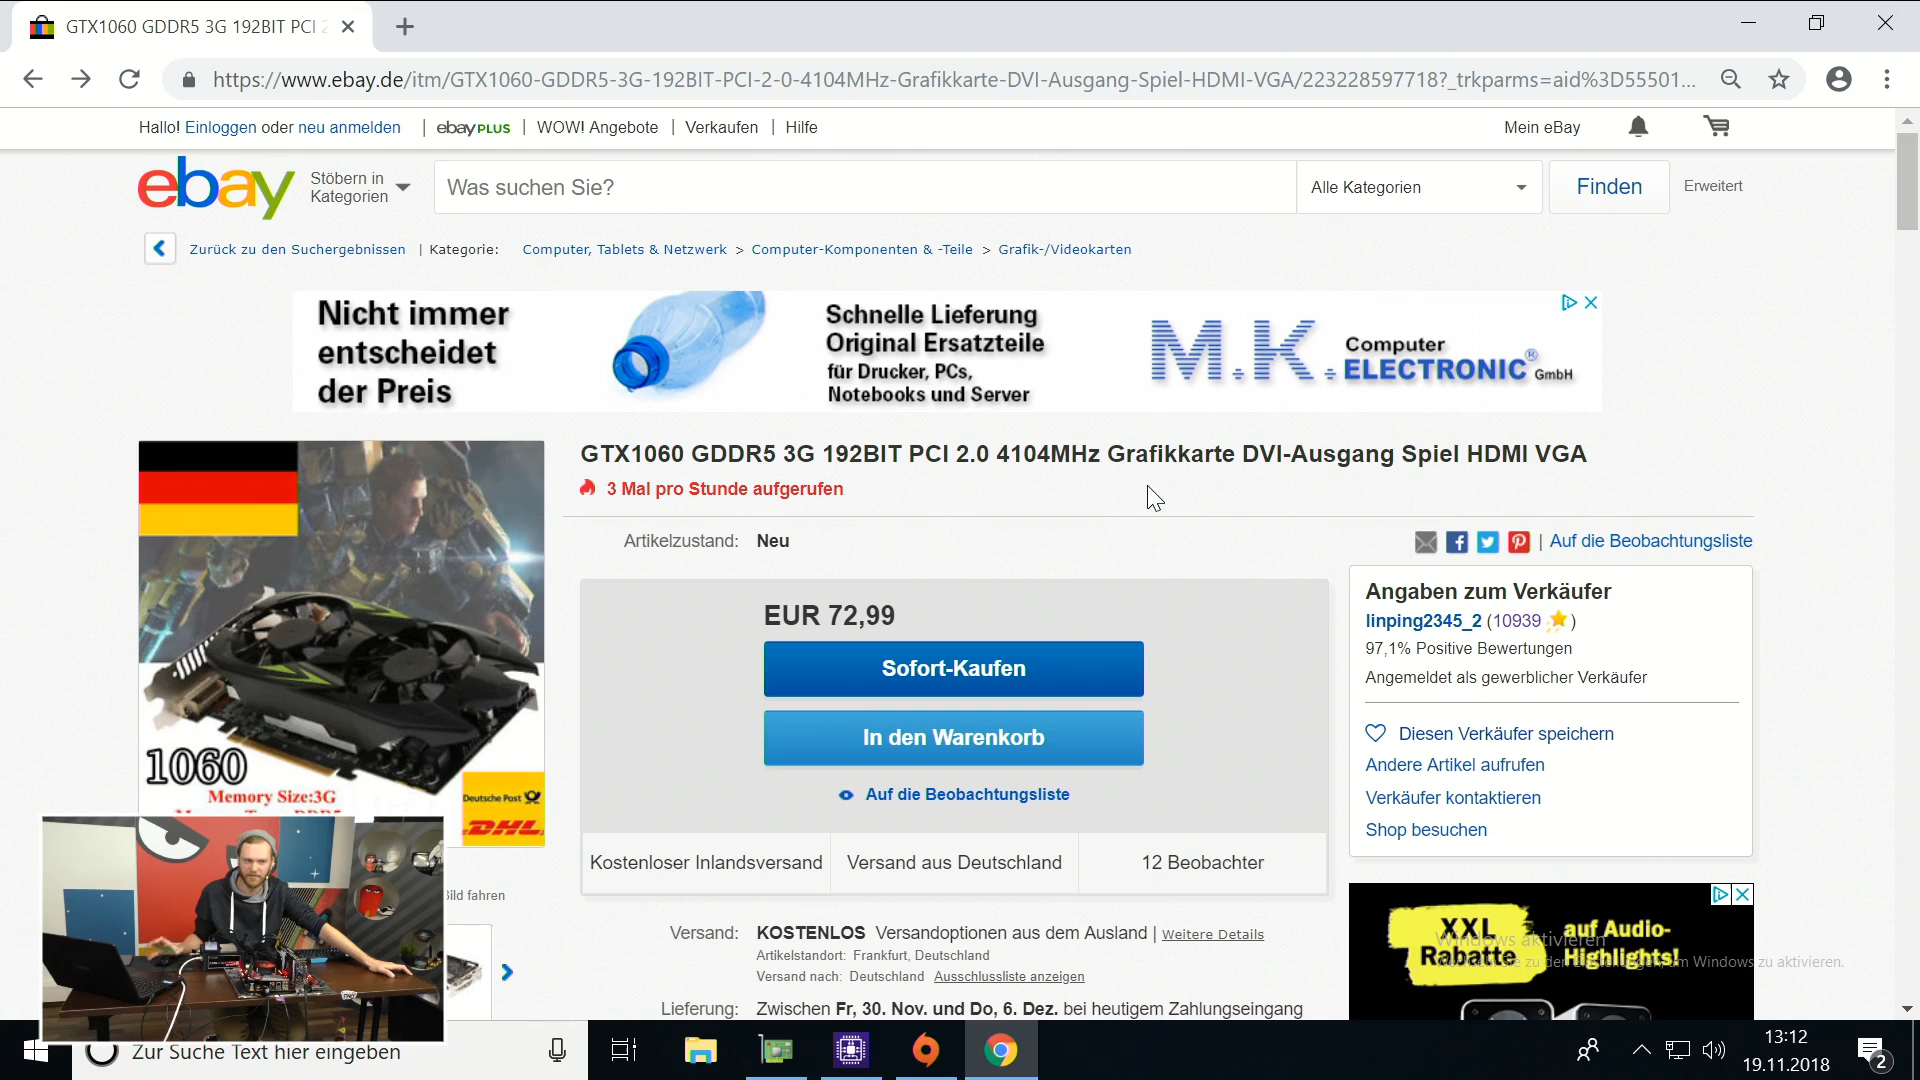 GTX1060 GDDR5 3G 192BIT PCI 2
https://www.ebay.de/itm/GTX1060-GDDR5-3G-192BIT-PCI-2-0-4104MHz-Grafikkarte-DVI-Ausgang-Spiel-HDMI-VGA/223228597718?_trkparms=aid%3D55501...
Hallo! Einloggen oder neu anmelden | ebay PLUS | WOW! Angebote | Verkaufen | Hilfe
Mein eBay
ebay
Stöbern in
Kategorien
Was suchen Sie?
Alle Kategorien
Finden
Erweitert
Zurück zu den Suchergebnissen | Kategorie: Computer, Tablets & Netzwerk > Computer-Komponenten & -Teile > Grafik-/Videokarten
Nicht immer
entscheidet
der Preis
Schnelle Lieferung
Original Ersatzteile
für Drucker, PCs,
Notebooks und Server
M.K.
Computer
ELECTRONIC® GmbH
GTX1060 GDDR5 3G 192BIT PCI 2.0 4104MHz Grafikkarte DVI-Ausgang Spiel HDMI VGA
3 Mal pro Stunde aufgerufen
Artikelzustand: Neu
| Auf die Beobachtungsliste
EUR 72,99
Sofort-Kaufen
In den Warenkorb
Auf die Beobachtungsliste
Kostenloser Inlandsversand
Versand aus Deutschland
12 Beobachter
Angaben zum Verkäufer
linping2345_2 (10939)
97,1% Positive Bewertungen
Angemeldet als gewerblicher Verkäufer
Diesen Verkäufer speichern
Andere Artikel aufrufen
Verkäufer kontaktieren
Shop besuchen
1060
Memory Size:3G
Deutsche Post
DHL
Bild fahren
Versand: KOSTENLOS Versandoptionen aus dem Ausland | Weitere Details
Artikelstandort: Frankfurt, Deutschland
Versand nach: Deutschland Ausschlussliste anzeigen
Lieferung: Zwischen Fr, 30. Nov. und Do, 6. Dez. bei heutigem Zahlungseingang
XXL
Rabatte
auf Audio-
Highlights!
Windows aktivieren
um Windows zu aktivieren.
Zur Suche Text hier eingeben
13:12
19.11.2018
2